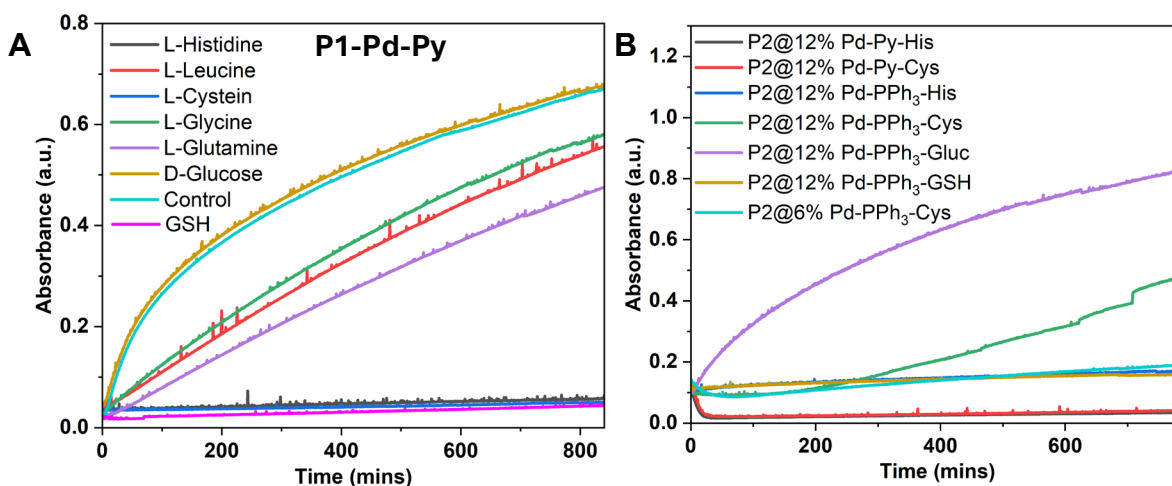 A
P1-Pd-Py
L-Histidine
L-Leucine
L-Cystein
L-Glycine
L-Glutamine
D-Glucose
Control
GSH
Absorbance (a.u.)
0.8
0.6
0.4
0.2
0.0
0 200 400 600 800
Time (mins)
B
P2@12% Pd-Py-His
P2@12% Pd-Py-Cys
P2@12% Pd-PPh₃-His
P2@12% Pd-PPh₃-Cys
P2@12% Pd-PPh₃-Gluc
P2@12% Pd-PPh₃-GSH
P2@6% Pd-PPh₃-Cys
Absorbance (a.u.)
1.2
1.0
0.8
0.6
0.4
0.2
0.0
0 200 400 600
Time (mins)